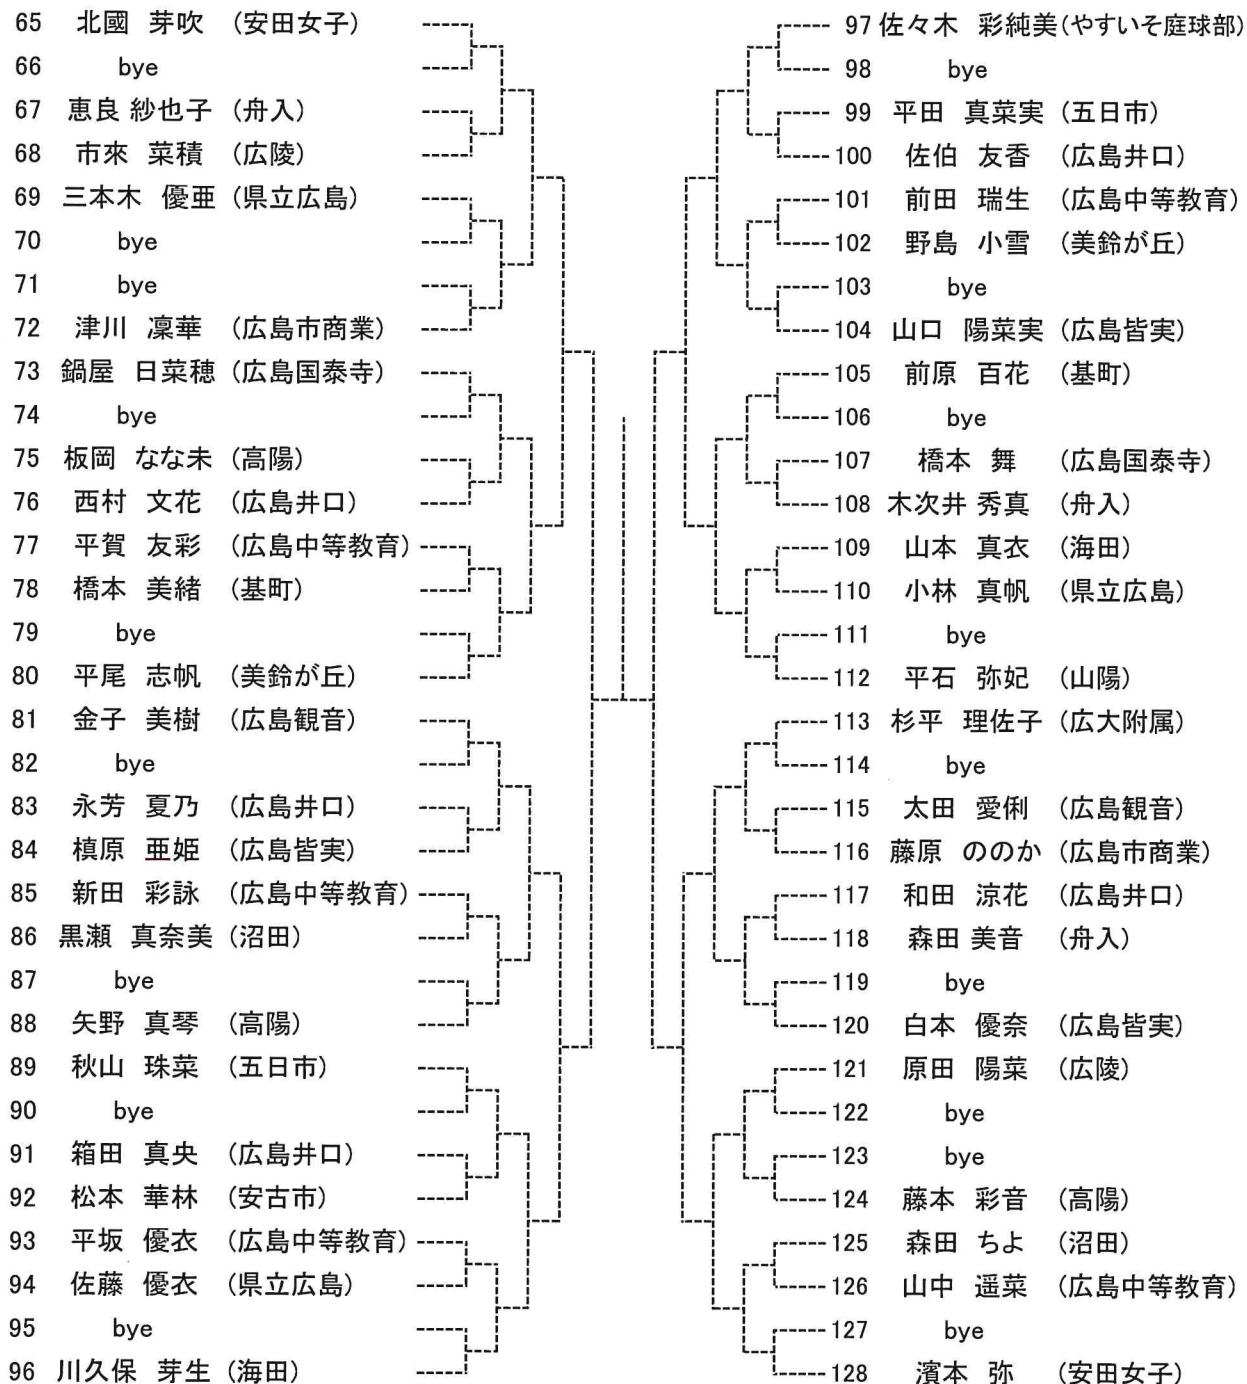 65 北國 芽吹 (安田女子)
66 bye
67 恵良 紗也子 (舟入)
68 市來 菜積 (広陵)
69 三本木 優亜 (県立広島)
70 bye
71 bye
72 津川 凜華 (広島市商業)
73 鍋屋 日菜穂 (広島国泰寺)
74 bye
75 板岡 なな未 (高陽)
76 西村 文花 (広島井口)
77 平賀 友彩 (広島中等教育)
78 橋本 美緒 (基町)
79 bye
80 平尾 志帆 (美鈴が丘)
81 金子 美樹 (広島観音)
82 bye
83 永芳 夏乃 (広島井口)
84 槙原 亜姫 (広島皆実)
85 新田 彩詠 (広島中等教育)
86 黒瀬 真奈美 (沼田)
87 bye
88 矢野 真琴 (高陽)
89 秋山 珠菜 (五日市)
90 bye
91 箱田 真央 (広島井口)
92 松本 華林 (安古市)
93 平坂 優衣 (広島中等教育)
94 佐藤 優衣 (県立広島)
95 bye
96 川久保 芽生 (海田)
97 佐々木 彩純美 (やすいそ庭球部)
98 bye
99 平田 真菜実 (五日市)
100 佐伯 友香 (広島井口)
101 前田 瑞生 (広島中等教育)
102 野島 小雪 (美鈴が丘)
103 bye
104 山口 陽菜実 (広島皆実)
105 前原 百花 (基町)
106 bye
107 橋本 舞 (広島国泰寺)
108 木次井 秀真 (舟入)
109 山本 真衣 (海田)
110 小林 真帆 (県立広島)
111 bye
112 平石 弥妃 (山陽)
113 杉平 理佐子 (広大附属)
114 bye
115 太田 愛俐 (広島観音)
116 藤原 ののか (広島市商業)
117 和田 涼花 (広島井口)
118 森田 美音 (舟入)
119 bye
120 白本 優奈 (広島皆実)
121 原田 陽菜 (広陵)
122 bye
123 bye
124 藤本 彩音 (高陽)
125 森田 ちよ (沼田)
126 山中 遥菜 (広島中等教育)
127 bye
128 濱本 弥 (安田女子)